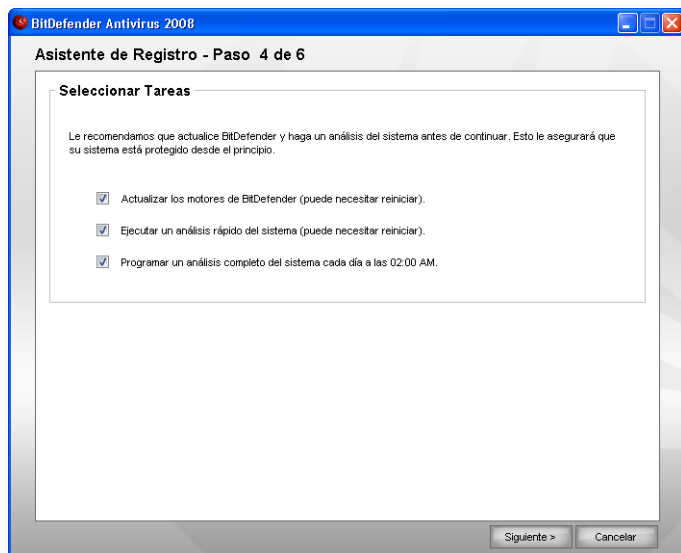 BitDefender Antivirus 2008
Asistente de Registro - Paso 4 de 6
Seleccionar Tareas
Le recomendamos que actualice BitDefender y haga un análisis del sistema antes de continuar. Esto le asegurará que
su sistema está protegido desde el principio.
Actualizar los motores de BitDefender (puede necesitar reiniciar).
Ejecutar un análisis rápido del sistema (puede necesitar reiniciar).
Programar un análisis completo del sistema cada día a las 02:00 AM.
Siguiente > Cancelar